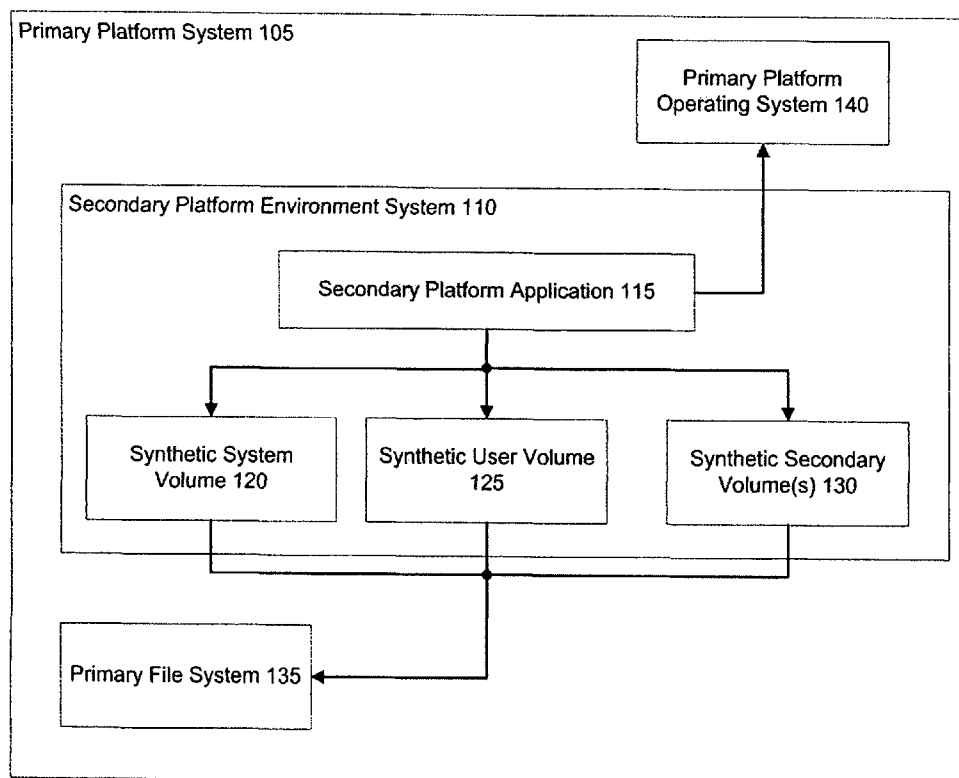 Primary Platform System 105
Primary Platform
Operating System 140
Secondary Platform Environment System 110
Secondary Platform Application 115
Synthetic System
Volume 120
Synthetic User Volume
125
Synthetic Secondary
Volume(s) 130
Primary File System 135